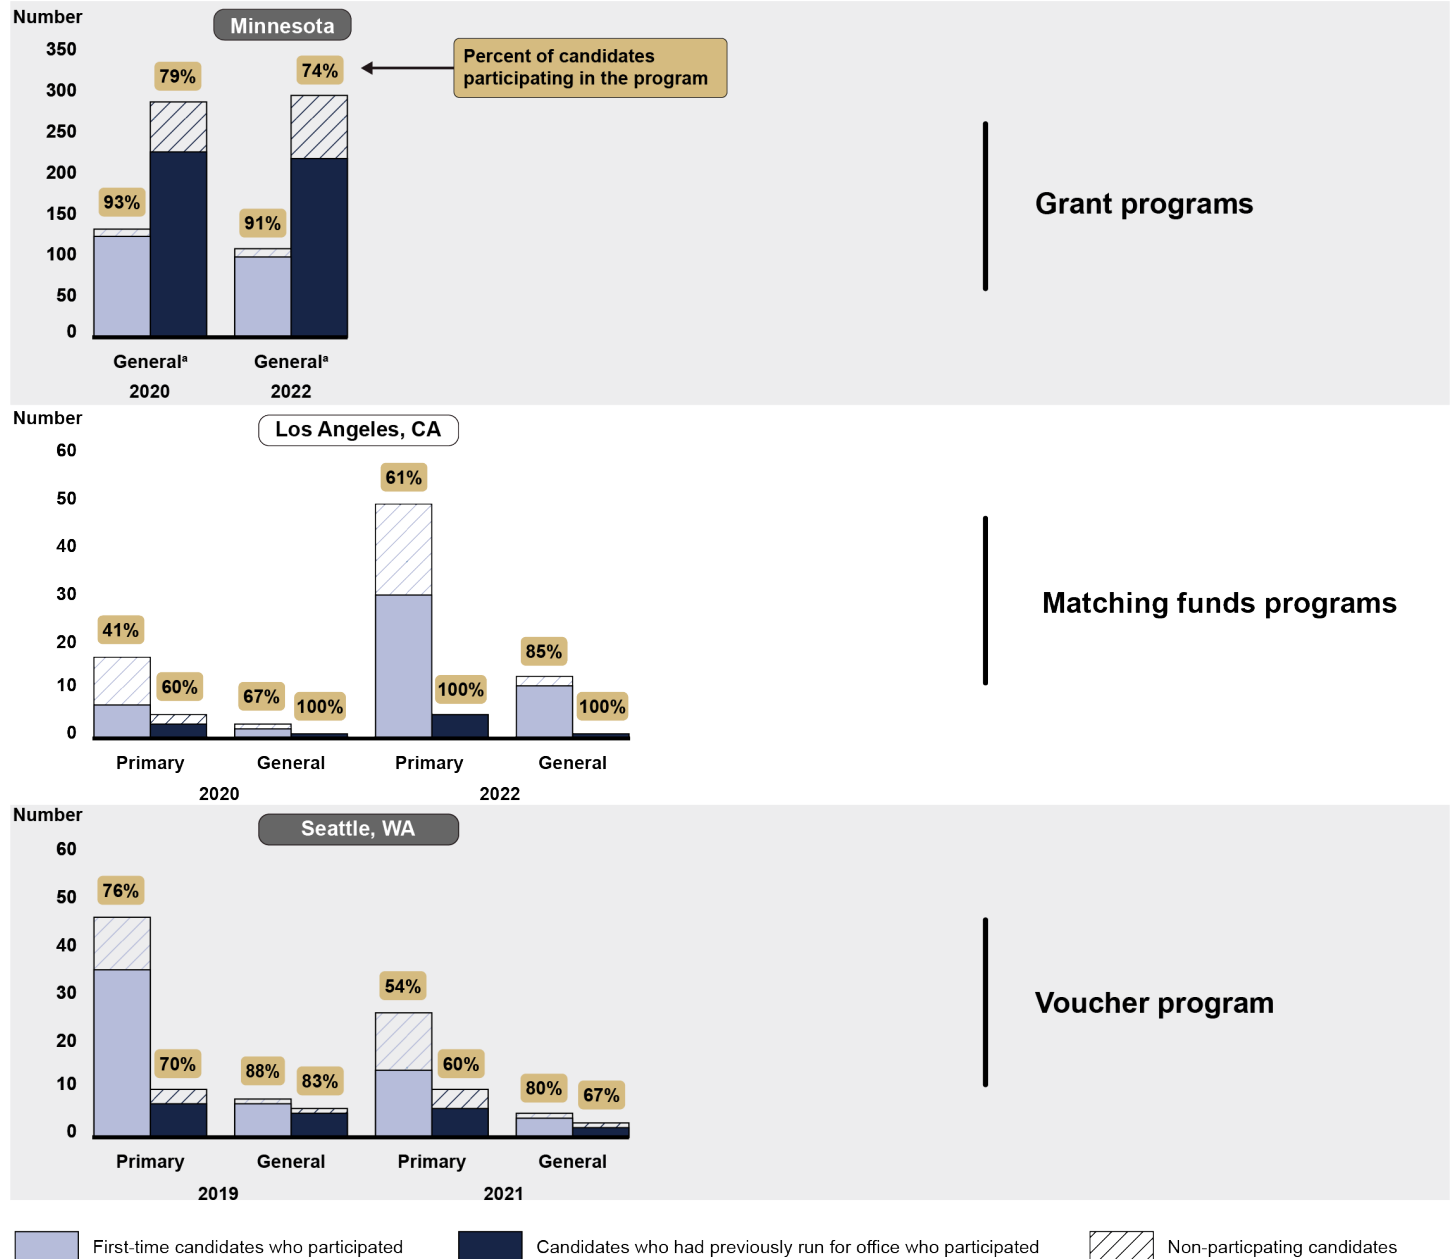 Number
Minnesota
350
300
250
200
150
100
50
0
79%
74%
93%
91%
Percent of candidates
participating in the program
Generalª
Generalª
2020
2022
Grant programs
Number
Los Angeles, CA
60
50
40
30
20
10
0
61%
41%
60%
67%
100%
100%
85%
100%
Primary
General
Primary
General
2020
2022
Matching funds programs
Number
Seattle, WA
60
50
40
30
20
10
0
76%
70%
88%
83%
54%
60%
80%
67%
Primary
General
Primary
General
2019
2021
Voucher program
First-time candidates who participated
Candidates who had previously run for office who participated
Non-particpating candidates